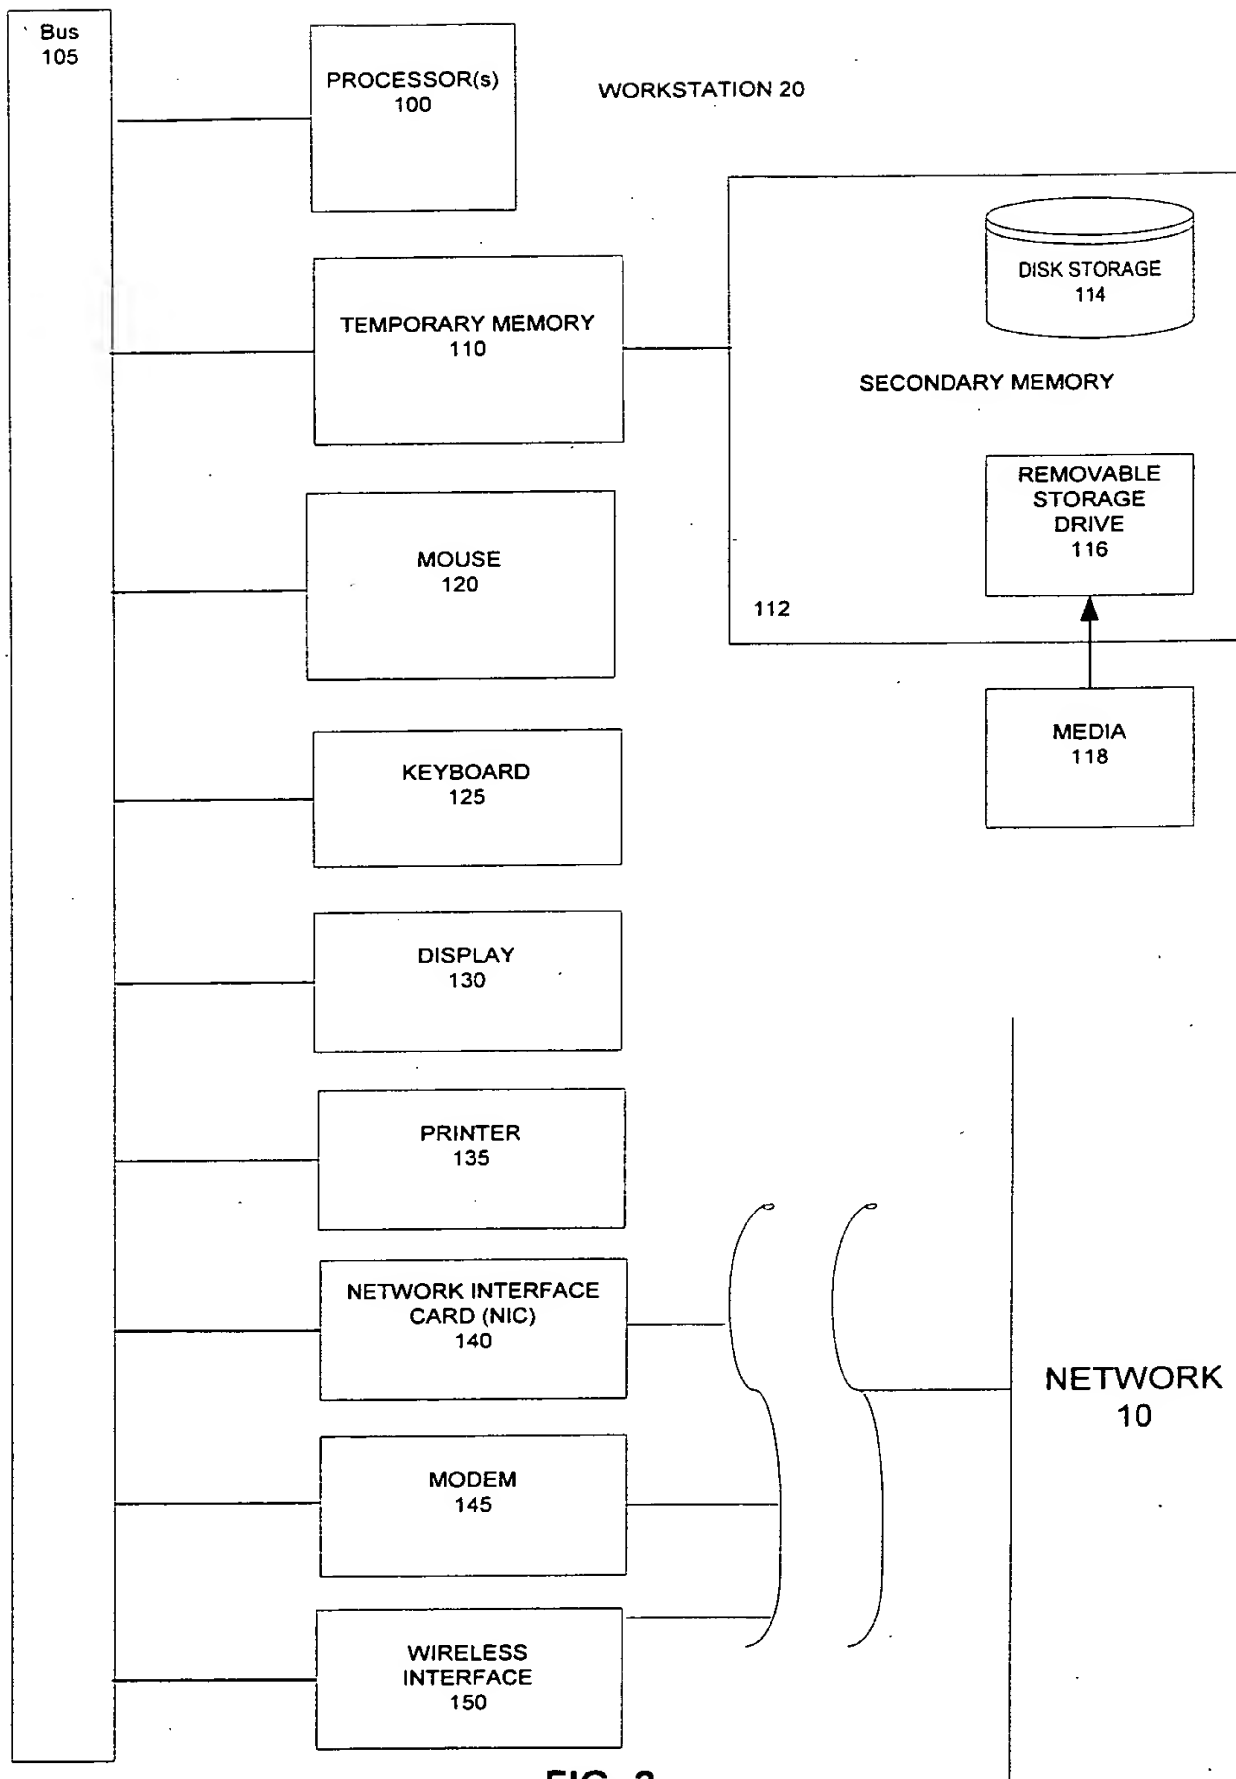 Bus
105
PROCESSOR(s)
100
WORKSTATION 20
TEMPORARY MEMORY
110
DISK STORAGE
114
SECONDARY MEMORY
REMOVABLE
STORAGE
DRIVE
116
112
MOUSE
120
MEDIA
118
KEYBOARD
125
DISPLAY
130
PRINTER
135
NETWORK INTERFACE
CARD (NIC)
140
NETWORK
10
MODEM
145
WIRELESS
INTERFACE
150